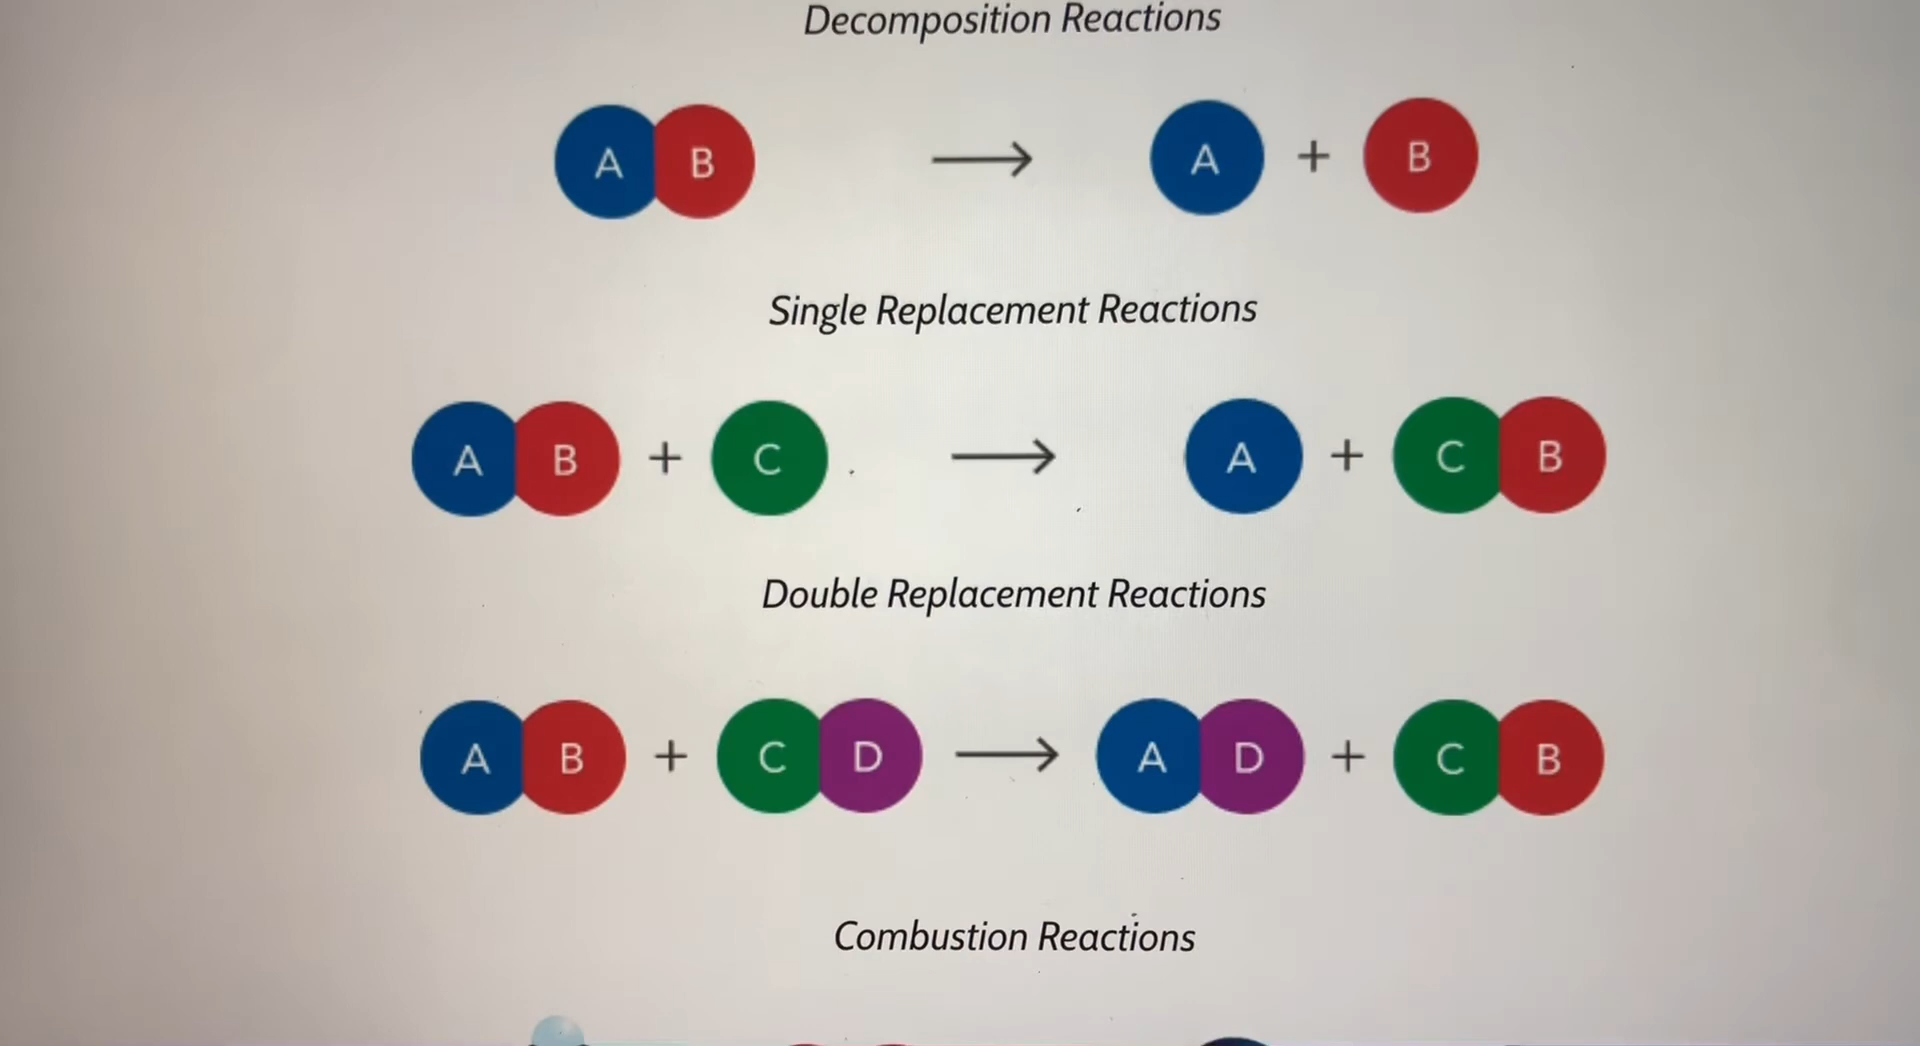 Decomposition Reactions
A B → A + B
Single Replacement Reactions
A B + C → A + C B
Double Replacement Reactions
A B + C D → A D + C B
Combustion Reactions